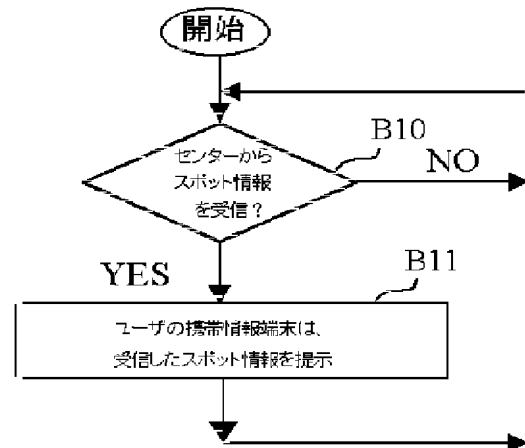 開始
B10
センターから
スポット情報
を受信？
NO
YES
B11
ユーザの携帯情報端末は、
受信したスポット情報を提示